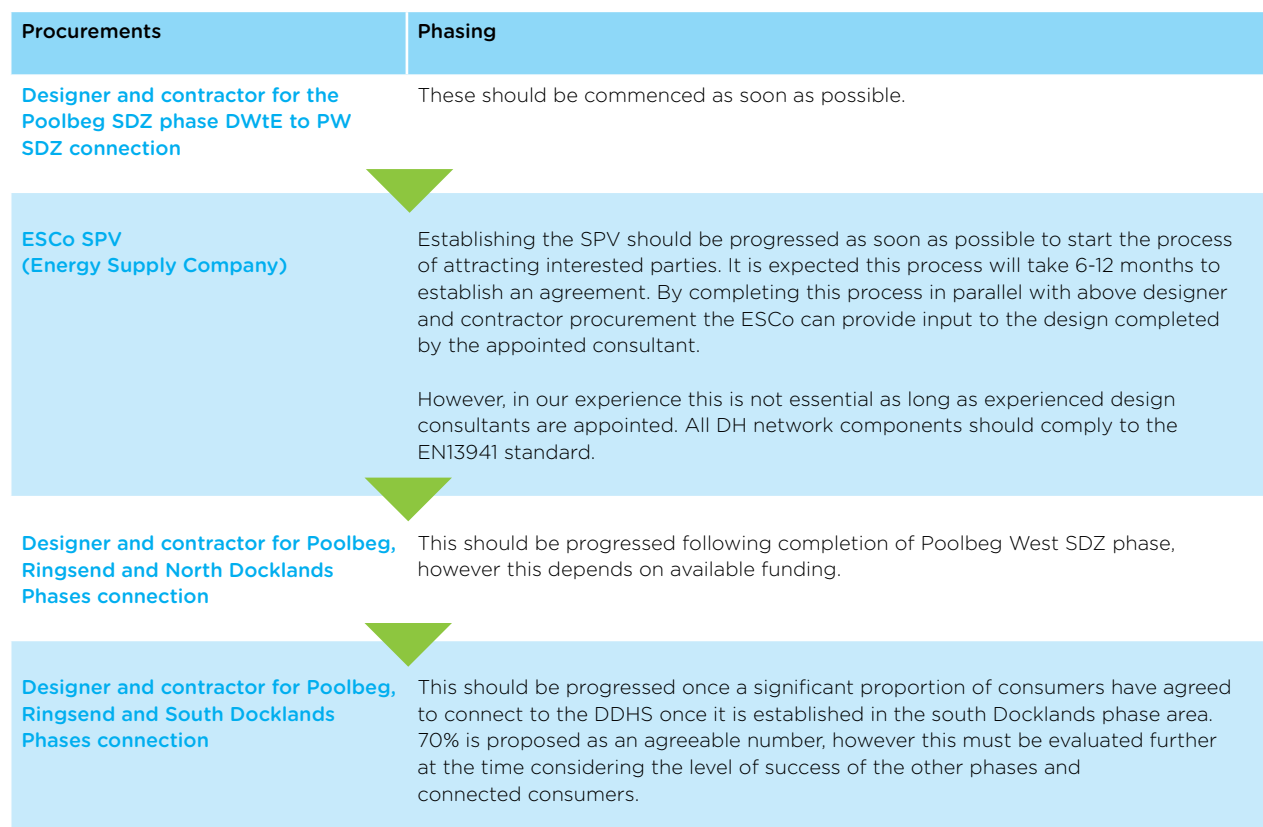 Procurements
Phasing
Designer and contractor for the
Poolbeg SDZ phase DWtE to PW
SDZ connection
These should be commenced as soon as possible.
ESCo SPV
(Energy Supply Company)
Establishing the SPV should be progressed as soon as possible to start the process
of attracting interested parties. It is expected this process will take 6-12 months to
establish an agreement. By completing this process in parallel with above designer
and contractor procurement the ESCo can provide input to the design completed
by the appointed consultant.
However, in our experience this is not essential as long as experienced design
consultants are appointed. All DH network components should comply to the
EN13941 standard.
Designer and contractor for Poolbeg,
Ringsend and North Docklands
Phases connection
This should be progressed following completion of Poolbeg West SDZ phase,
however this depends on available funding.
Designer and contractor for Poolbeg,
Ringsend and South Docklands
Phases connection
This should be progressed once a significant proportion of consumers have agreed
to connect to the DDHS once it is established in the south Docklands phase area.
70% is proposed as an agreeable number, however this must be evaluated further
at the time considering the level of success of the other phases and
connected consumers.